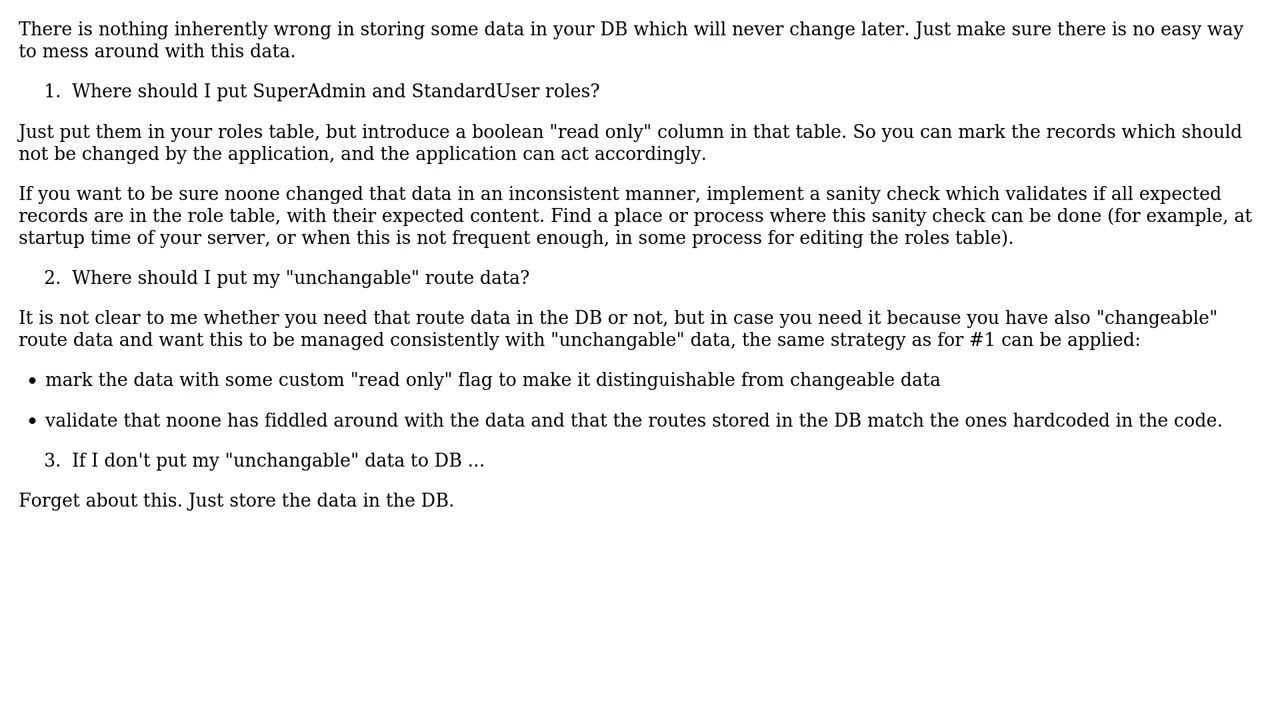 There is nothing inherently wrong in storing some data in your DB which will never change later. Just make sure there is no easy way
to mess around with this data.
1. Where should I put SuperAdmin and StandardUser roles?
Just put them in your roles table, but introduce a boolean "read only" column in that table. So you can mark the records which should
not be changed by the application, and the application can act accordingly.
If you want to be sure noone changed that data in an inconsistent manner, implement a sanity check which validates if all expected
records are in the role table, with their expected content. Find a place or process where this sanity check can be done (for example, at
startup time of your server, or when this is not frequent enough, in some process for editing the roles table).
2. Where should I put my "unchangable" route data?
It is not clear to me whether you need that route data in the DB or not, but in case you need it because you have also "changeable"
route data and want this to be managed consistently with "unchangable" data, the same strategy as for #1 can be applied:
• mark the data with some custom "read only" flag to make it distinguishable from changeable data
• validate that noone has fiddled around with the data and that the routes stored in the DB match the ones hardcoded in the code.
3. If I don't put my "unchangable" data to DB ...
Forget about this. Just store the data in the DB.